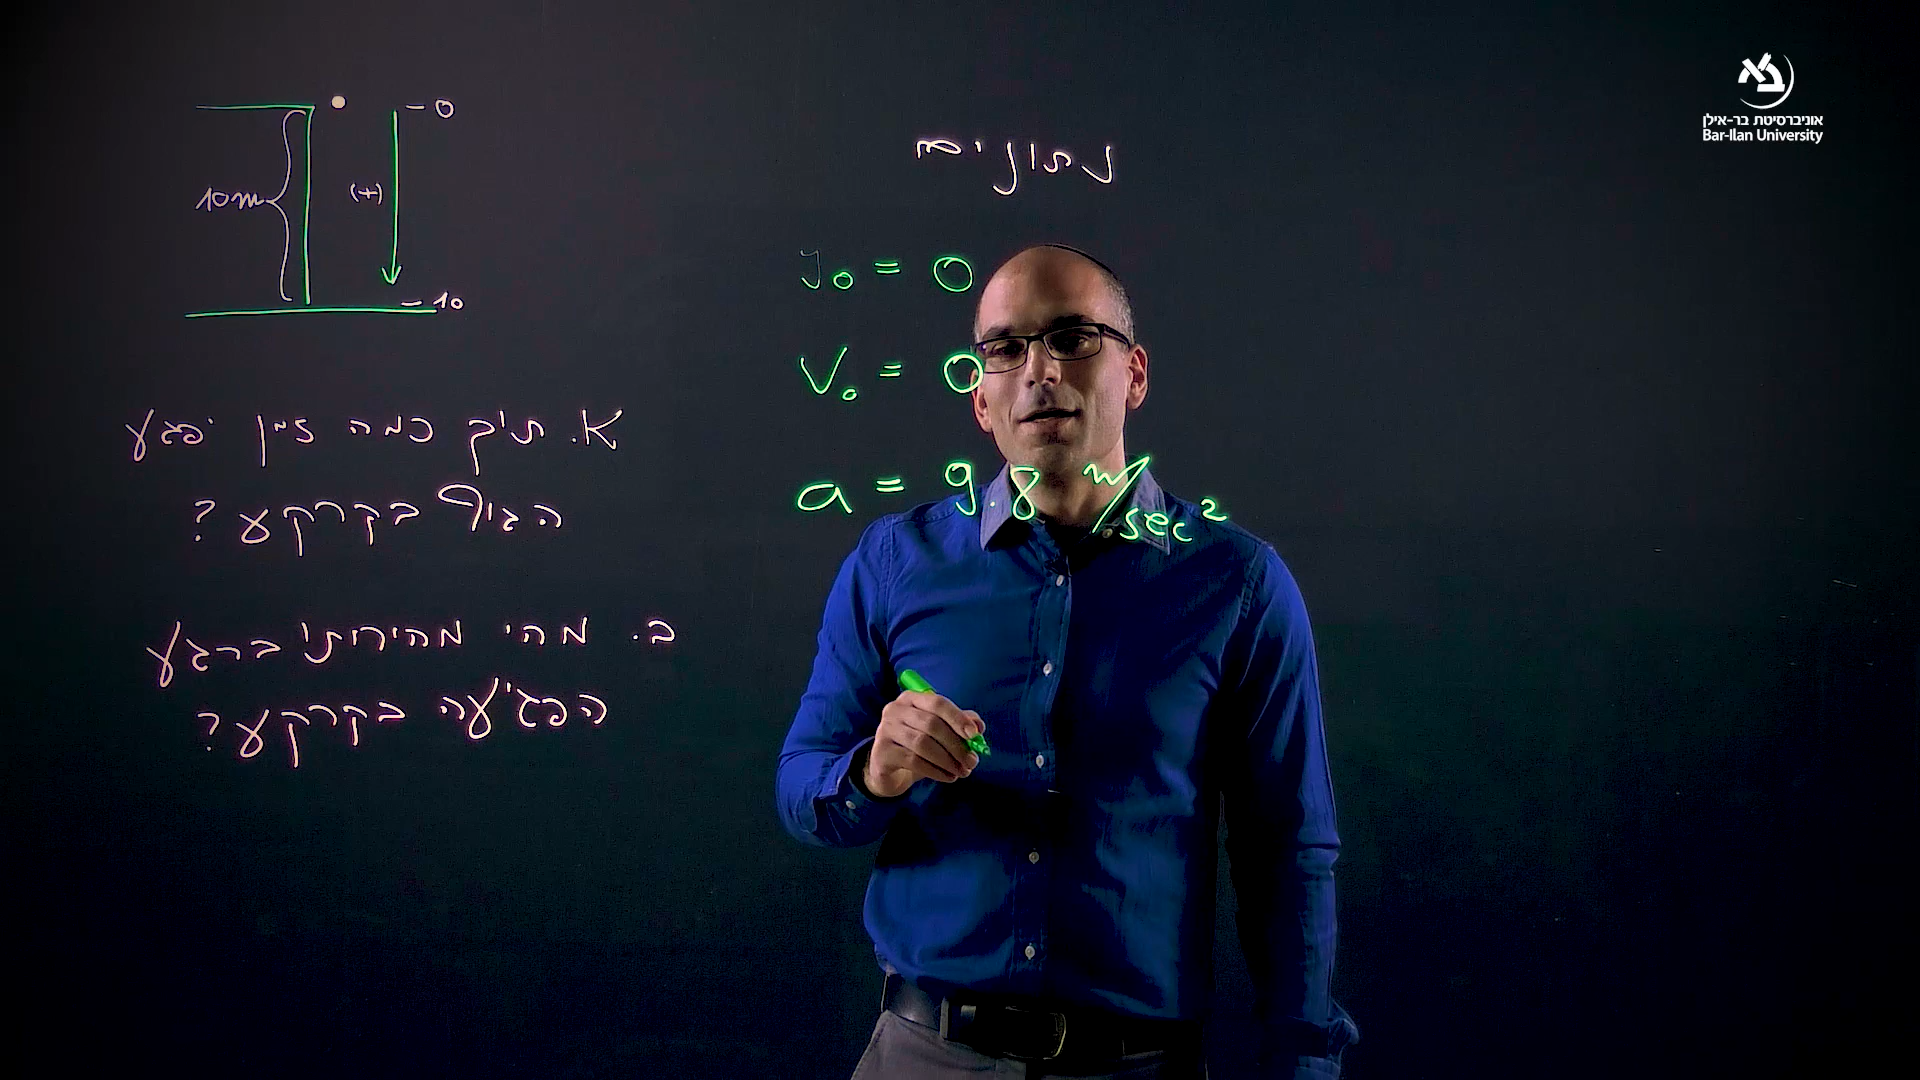 אוניברסיטת בר-אילן
Bar-Ilan University
- 0
10m
(+)
- 10
נתונים
y₀ = 0
V₀ = 0
a = 9.8 m/sec²
א. תוך כמה זמן יפגע
הגוף בקרקע?
ב. מהי מהירותו ברגע
הפגיעה בקרקע?